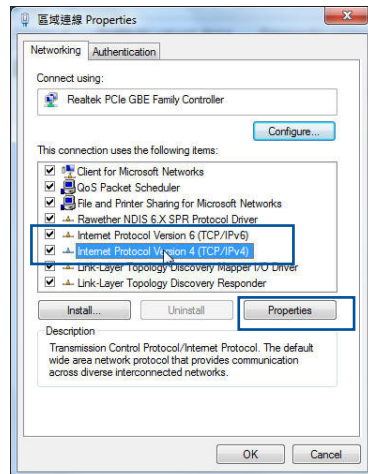 區域連線 Properties
Networking Authentication
Connect using:
Realtek PCIe GBE Family Controller
Configure...
This connection uses the following items:
Client for Microsoft Networks
QoS Packet Scheduler
File and Printer Sharing for Microsoft Networks
Rawether NDIS 6.X SPR Protocol Driver
Internet Protocol Version 6 (TCP/IPv6)
Internet Protocol Version 4 (TCP/IPv4)
Link-Layer Topology Discovery Mapper I/O Driver
Link-Layer Topology Discovery Responder
Install... Uninstall Properties
Description
Transmission Control Protocol/Internet Protocol. The default
wide area network protocol that provides communication
across diverse interconnected networks.
OK Cancel